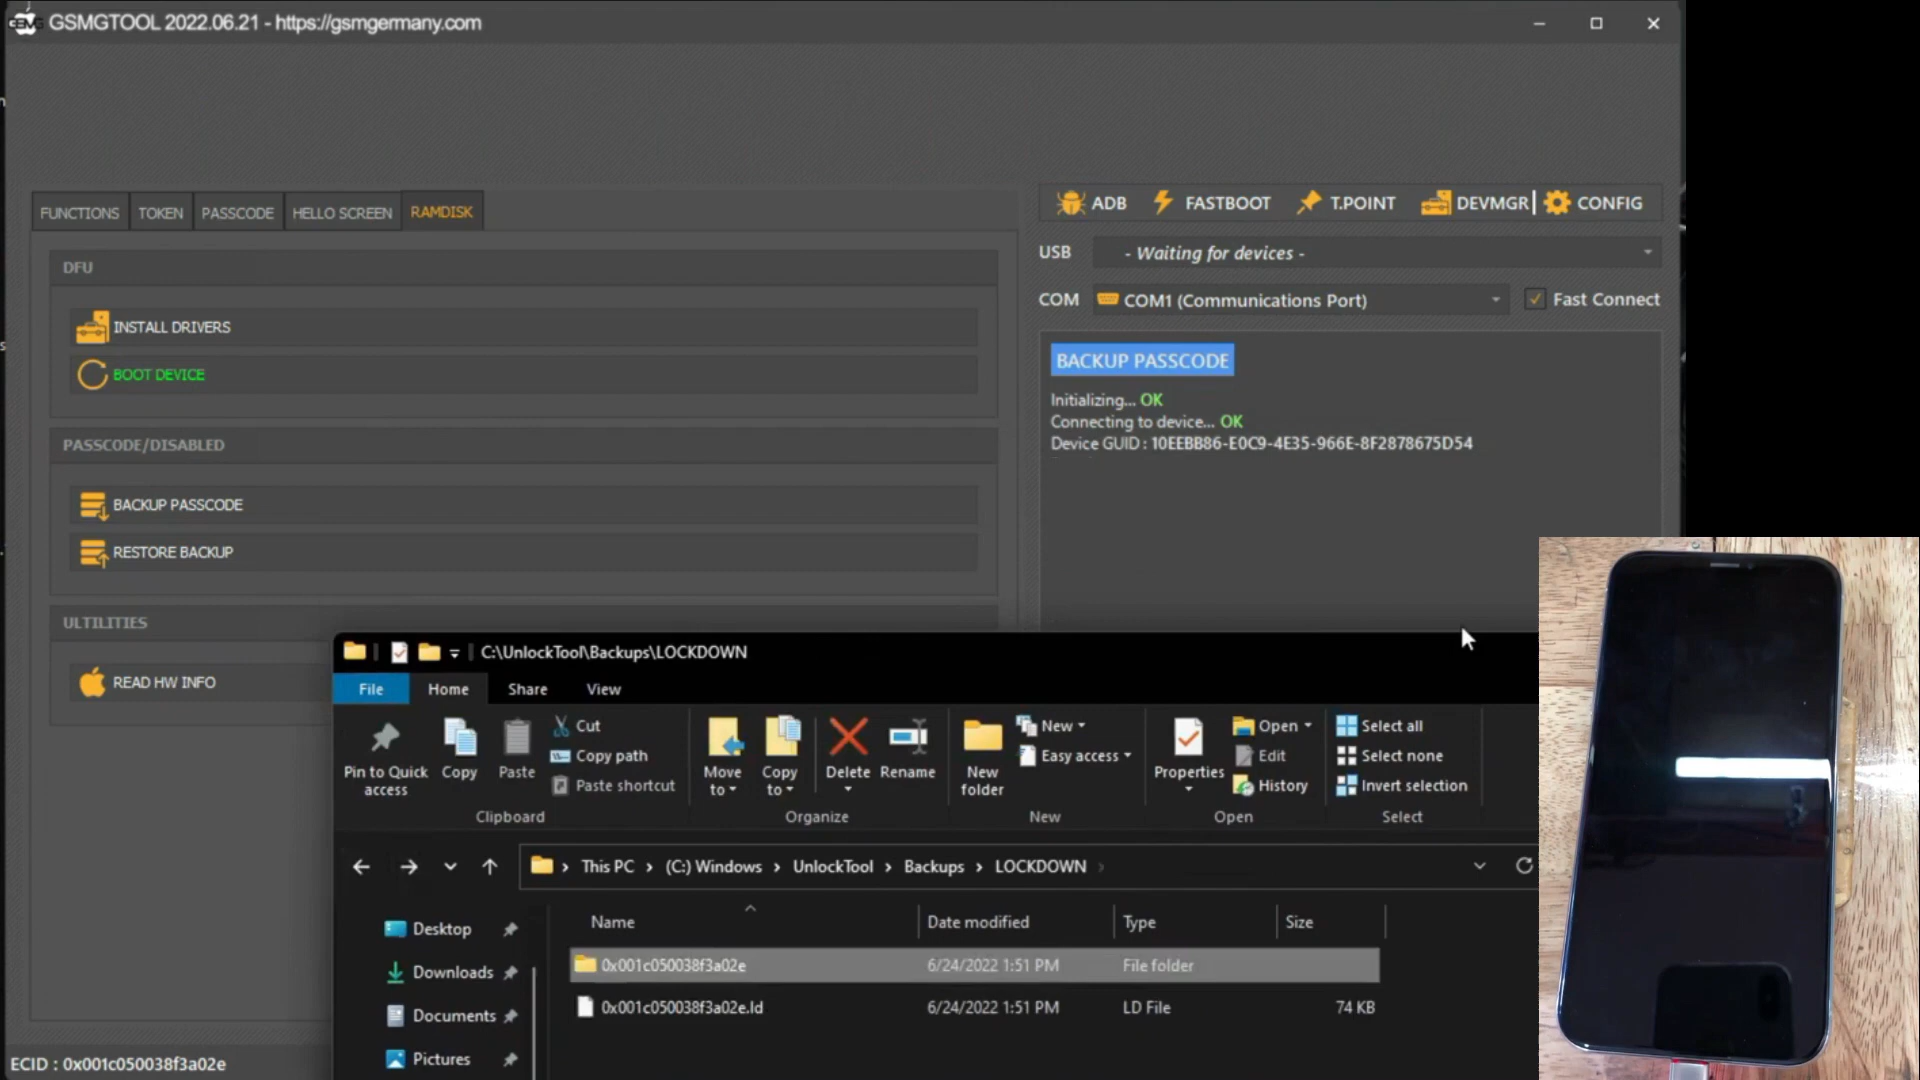 GSMGTOOL 2022.06.21 - https://gsmgermany.com
FUNCTIONS TOKEN PASSCODE HELLO SCREEN RAMDISK
DFU
INSTALL DRIVERS
BOOT DEVICE
PASSCODE/DISABLED
BACKUP PASSCODE
RESTORE BACKUP
ULTILITIES
READ HW INFO
ECID : 0x001c050038f3a02e
ADB FASTBOOT T.POINT DEVMGR CONFIG
USB - Waiting for devices -
COM COM1 (Communications Port) Fast Connect
BACKUP PASSCODE
Initializing... OK
Connecting to device... OK
Device GUID : 10EEBB86-E0C9-4E35-966E-8F2878675D54
C:\UnlockTool\Backups\LOCKDOWN
File Home Share View
Pin to Quick access
Copy
Paste
Cut
Copy path
Paste shortcut
Clipboard
Move to
Copy to
Delete
Rename
Organize
New folder
New
Easy access
New
Properties
Open
Edit
History
Open
Select all
Select none
Invert selection
Select
This PC (C:) Windows UnlockTool Backups LOCKDOWN
Desktop
Downloads
Documents
Pictures
Name Date modified Type Size
0x001c050038f3a02e 6/24/2022 1:51 PM File folder
0x001c050038f3a02e.ld 6/24/2022 1:51 PM LD File 74 KB